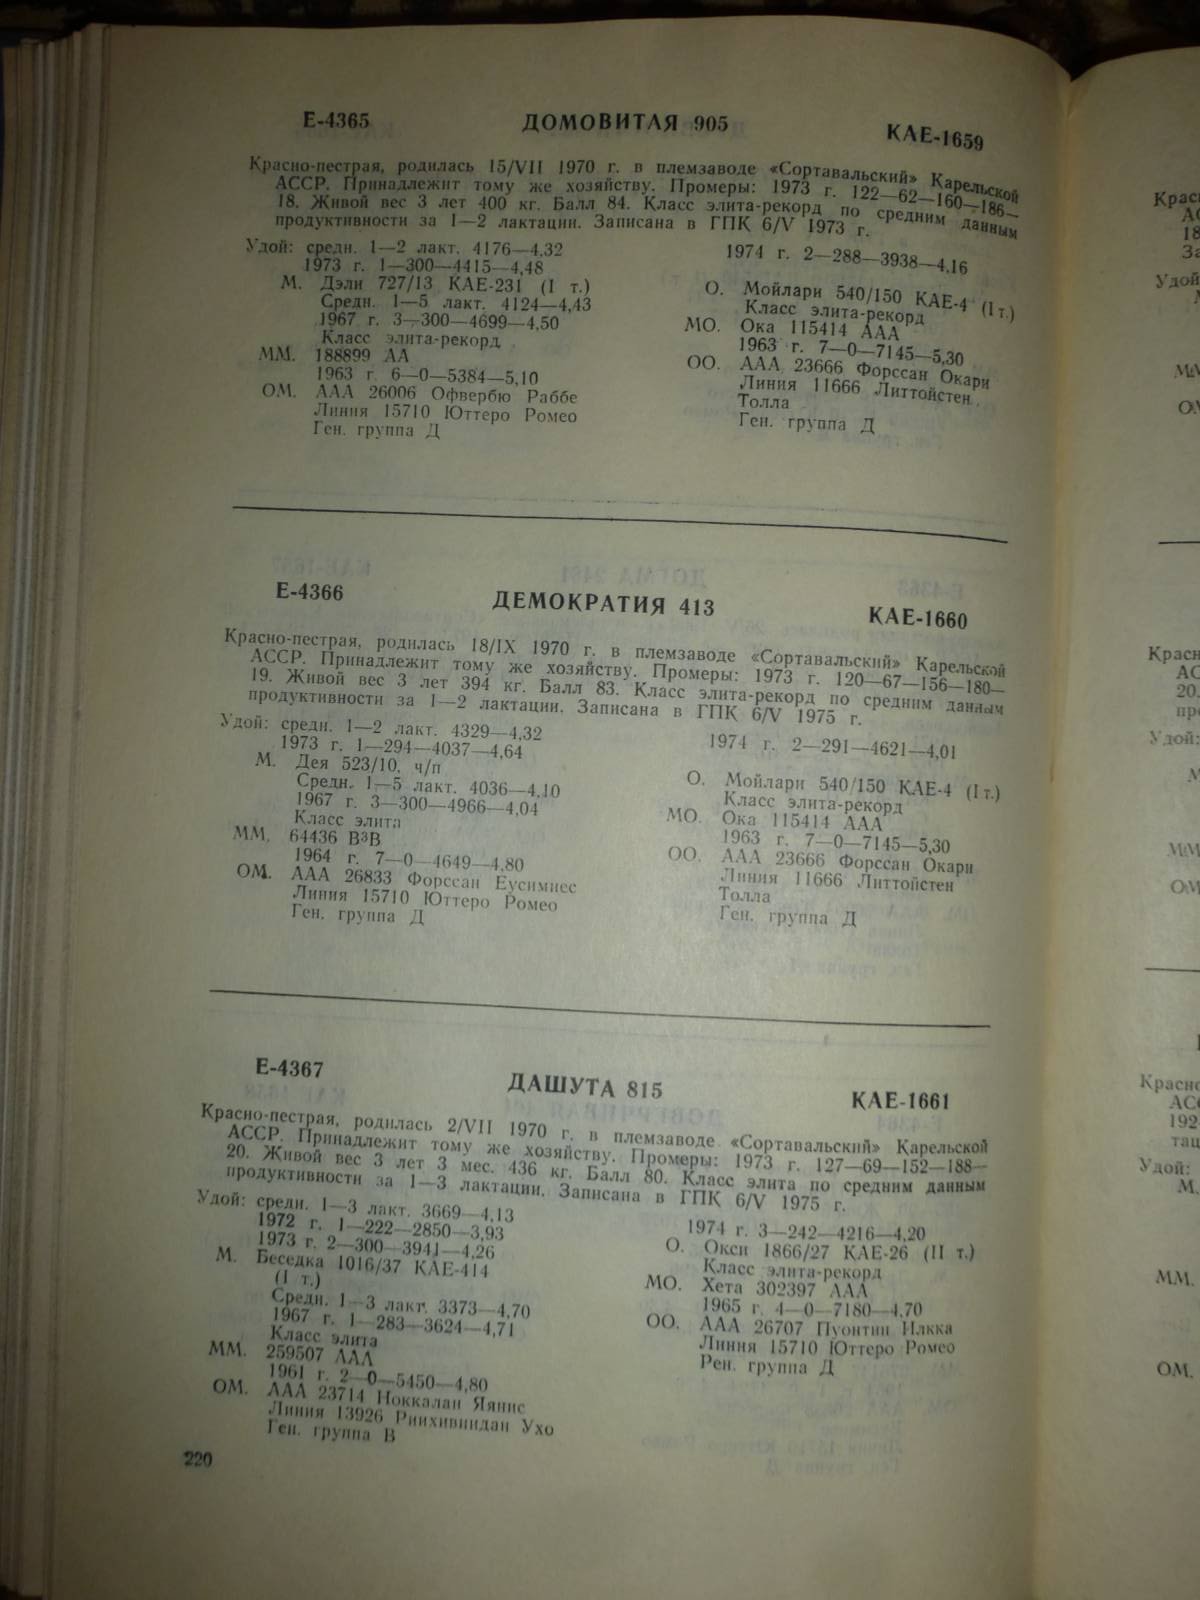 Е-4365 ДОМОВИТАЯ 905 КАЕ-1659
Красно-пестрая, родилась 15/VII 1970 г. в племзаводе «Сортавальский» Карельской
АССР. Принадлежит тому же хозяйству. Промеры: 1973 г. 122—62—160—186—
18. Живой вес 3 лет 400 кг. Балл 84. Класс элита-рекорд по средним данным
продуктивности за 1—2 лактации. Записана в ГПК 6/V 1973 г.
Удой: средн. 1—2 лакт. 4176—4,32
1973 г. 1—300—4415—4,48
М. Дэли 727/13 КАЕ-231 (I т.)
Средн. 1—5 лакт. 4124—4,43
1967 г. 3—300—4699—4,50
Класс элита-рекорд
ММ. 188899 АА
1963 г. 6—0—5384—5,10
ОМ. ААА 26006 Офвербю Раббе
Линия 15710 Юттеро Ромео
Ген. группа Д
1974 г. 2—288—3938—4,16
О. Мойлари 540/150 КАЕ-4 (I т.)
Класс элита-рекорд
МО. Ока 115414 ААА
1963 г. 7—0—7145—5,30
ОО. ААА 23666 Форссан Окари
Линия 11666 Литтойстен
Толла
Ген. группа Д
Е-4366 ДЕМОКРАТИЯ 413 КАЕ-1660
Красно-пестрая, родилась 18/IX 1970 г. в племзаводе «Сортавальский» Карельской
АССР. Принадлежит тому же хозяйству. Промеры: 1973 г. 120—67—156—180—
19. Живой вес 3 лет 394 кг. Балл 83. Класс элита-рекорд по средним данным
продуктивности за 1—2 лактации. Записана в ГПК 6/V 1975 г.
Удой: средн. 1—2 лакт. 4329—4,32
1973 г. 1—294—4037—4,64
М. Дея 523/10, ч/п
Средн. 1—5 лакт. 4036—4,10
1967 г. 3—300—4966—4,04
Класс элита
ММ. 64436 ВЗВ
1964 г. 7—0—4649—4,80
ОМ. ААА 26833 Форссан Еусимиес
Линия 15710 Юттеро Ромео
Ген. группа Д
1974 г. 2—291—4621—4,01
О. Мойлари 540/150 КАЕ-4 (I т.)
Класс элита-рекорд
МО. Ока 115414 ААА
1963 г. 7—0—7145—5,30
ОО. ААА 23666 Форссан Окари
Линия 11666 Литтойстен
Толла
Ген. группа Д
Е-4367 ДАШУТА 815 КАЕ-1661
Красно-пестрая, родилась 2/VII 1970 г. в племзаводе «Сортавальский» Карельской
АССР. Принадлежит тому же хозяйству. Промеры: 1973 г. 127—69—152—188—
20. Живой вес 3 лет 3 мес. 436 кг. Балл 80. Класс элита по средним данным
продуктивности за 1—3 лактации. Записана в ГПК 6/V 1975 г.
Удой: средн. 1—3 лакт. 3669—4,13
1972 г. 1—222—2850—3,93
1973 г. 2—300—3941—4,26
М. Беседка 1016/37 КАЕ-414
(I т.)
Средн. 1—3 лакт. 3373—4,70
1967 г. 1—283—3624—4,71
Класс элита
ММ. 259507 ААА
1961 г. 2—0—5450—4,80
ОМ. ААА 23714 Ноккалан Яянис
Линия 13926 Риихивиидан Ухо
Ген. группа В
1974 г. 3—242—4216—4,20
О. Окси 1866/27 КАЕ-26 (II т.)
Класс элита-рекорд
МО. Хета 302397 ААА
1965 г. 4—0—7180—4,70
ОО. ААА 26707 Пуонтин Илкка
Линия 15710 Юттеро Ромео
Рен. группа Д
220